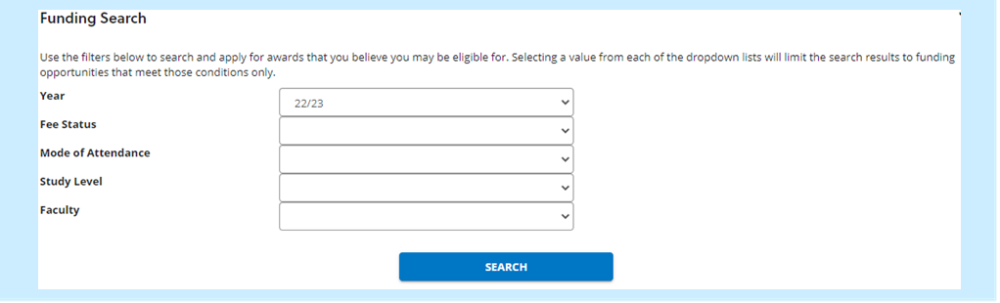 Funding Search
Use the filters below to search and apply for awards that you believe you may be eligible for. Selecting a value from each of the dropdown lists will limit the search results to funding
opportunities that meet those conditions only.
Year
22/23
Fee Status
Mode of Attendance
Study Level
Faculty
SEARCH